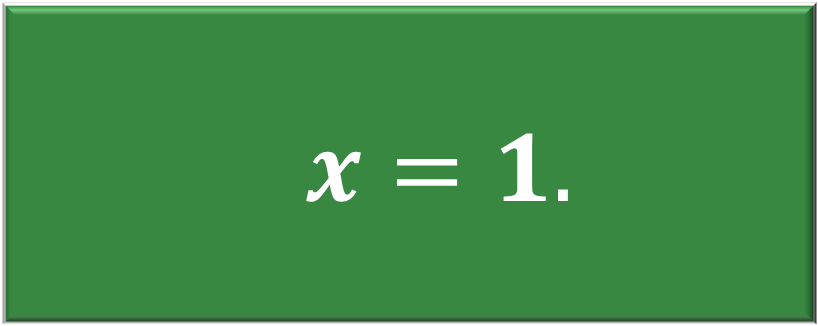 x = 1.